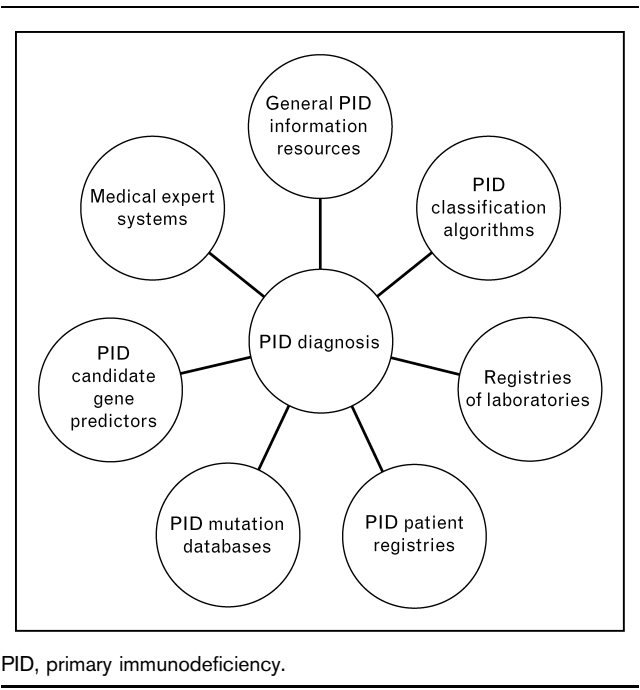 General PID
information
resources
PID
classification
algorithms
Registries
of laboratories
PID patient
registries
PID mutation
databases
PID
candidate
gene
predictors
Medical expert
systems
PID diagnosis
PID, primary immunodeficiency.